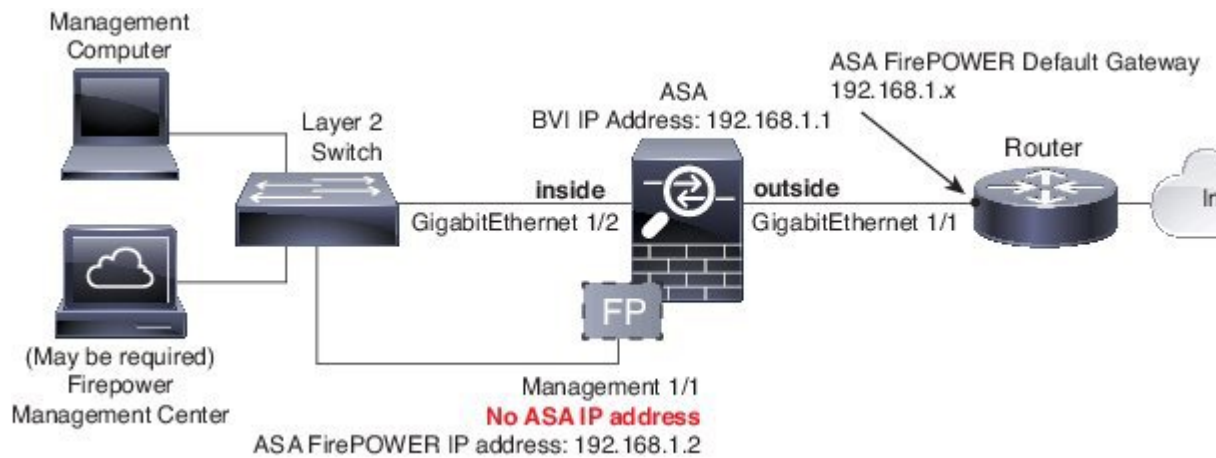 Management
Computer
Layer 2
Switch
ASA
BVI IP Address: 192.168.1.1
ASA FirePOWER Default Gateway
192.168.1.x
Router
inside
GigabitEthernet 1/2
outside
GigabitEthernet 1/1
FP
(May be required)
Firepower
Management Center
Management 1/1
No ASA IP address
ASA FirePOWER IP address: 192.168.1.2